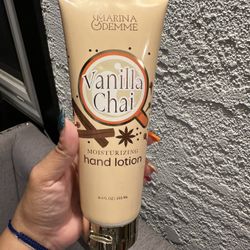 MARINA
& DEMME
Vanilla
Chai
MOISTURIZING
hand lotion